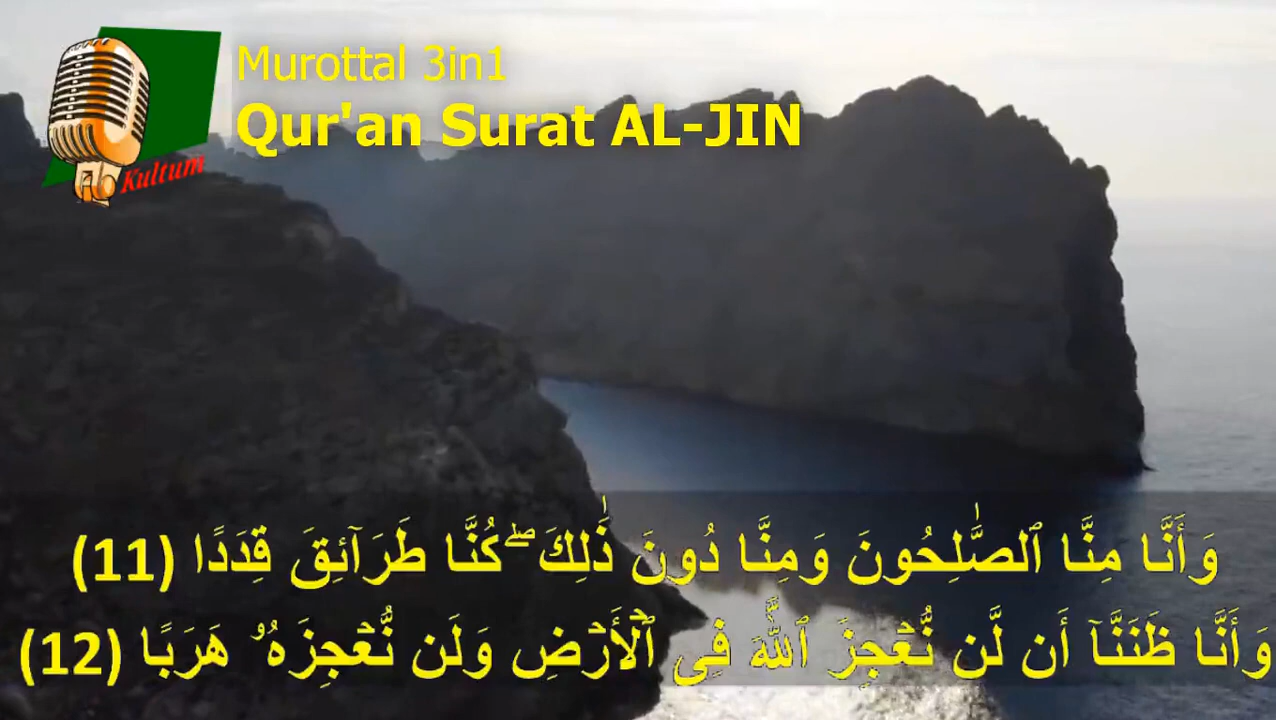 Murottal 3in1
Qur'an Surat AL-JIN
Kultum
وَأَنَّا مِنَّا ٱلصَّـٰلِحُونَ وَمِنَّا دُونَ ذَٰلِكَ ۖ كُنَّا طَرَآئِقَ قِدَدًا (11)
وَأَنَّا ظَنَنَّآ أَن لَّن نُّعْجِزَ ٱللَّهَ فِى ٱلْأَرْضِ وَلَن نُّعْجِزَهُۥ هَرَبًا (12)